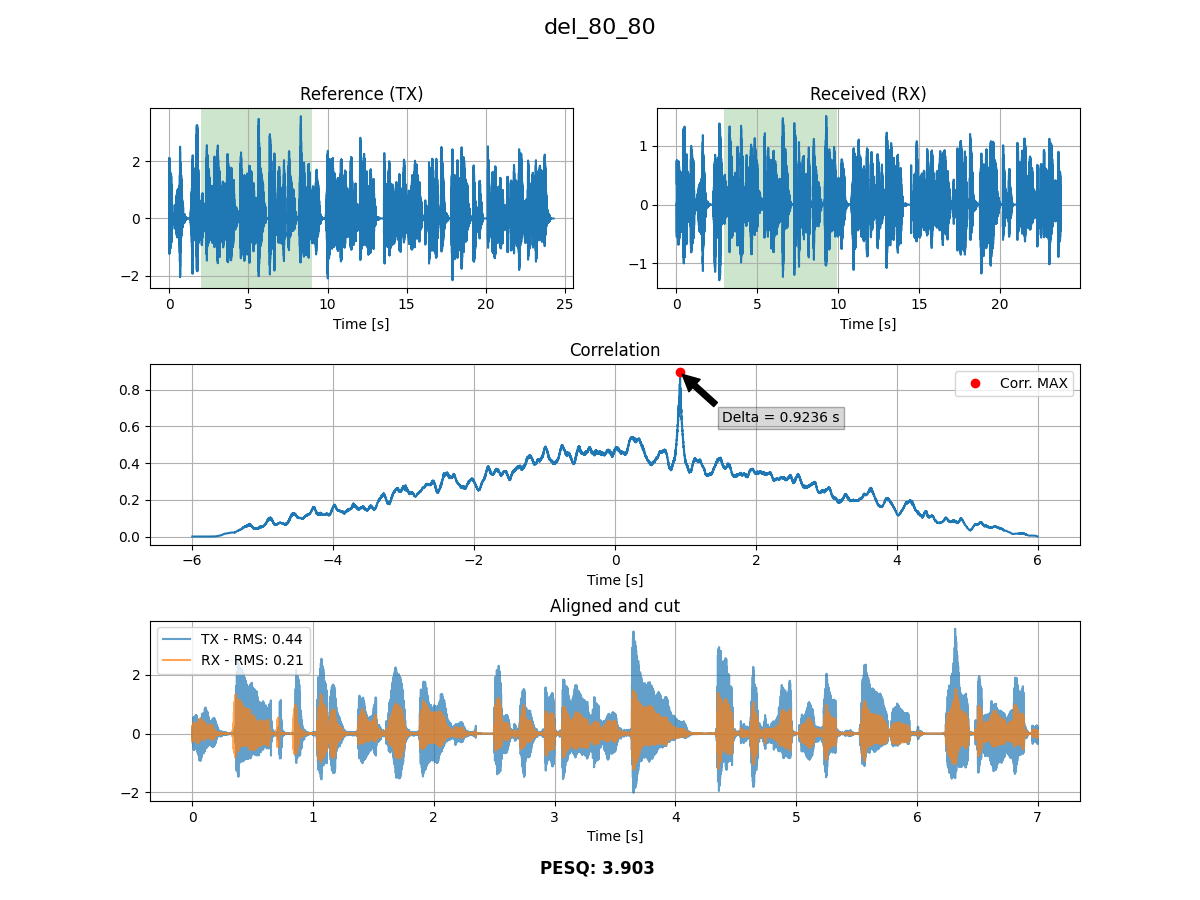 del_80_80
Reference (TX)
2
0
−2
0 5 10 15 20 25
Time [s]
Received (RX)
1
0
−1
0 5 10 15 20
Time [s]
Correlation
0.8
0.6
0.4
0.2
0.0
Corr. MAX
Delta = 0.9236 s
−6 −4 −2 0 2 4 6
Time [s]
Aligned and cut
TX - RMS: 0.44
RX - RMS: 0.21
2
0
−2
0 1 2 3 4 5 6 7
Time [s]
PESQ: 3.903